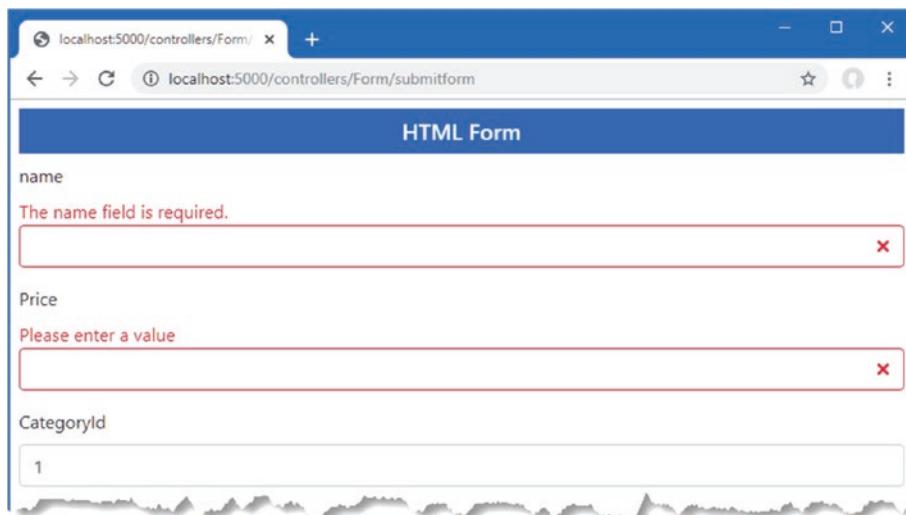 localhost:5000/controllers/Form/
localhost:5000/controllers/Form/submitform
HTML Form
name
The name field is required.
Price
Please enter a value
CategoryId
1